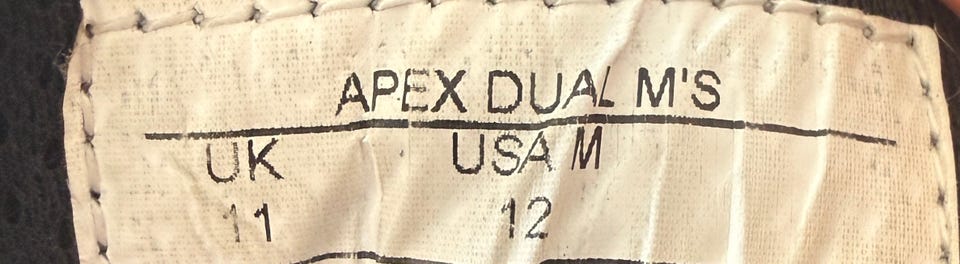 APEX DUAL M'S
UK USA M
11 12